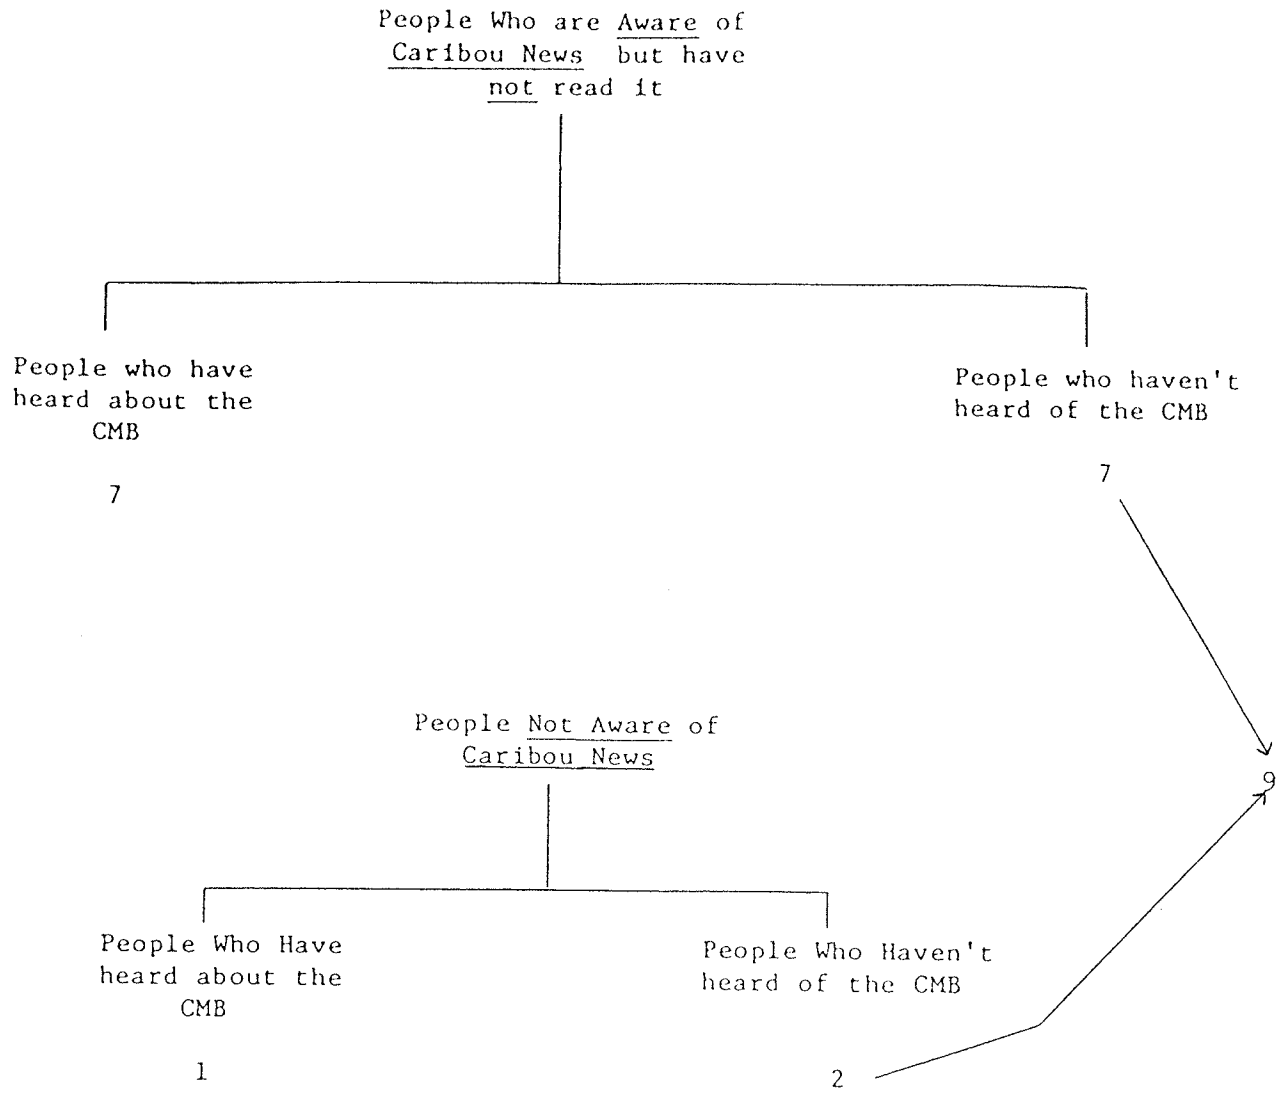 People Who are Aware of
Caribou News but have
not read it
People who have
heard about the
CMB
7
People who haven't
heard of the CMB
7
9
People Not Aware of
Caribou News
People Who Have
heard about the
CMB
1
People Who Haven't
heard of the CMB
2